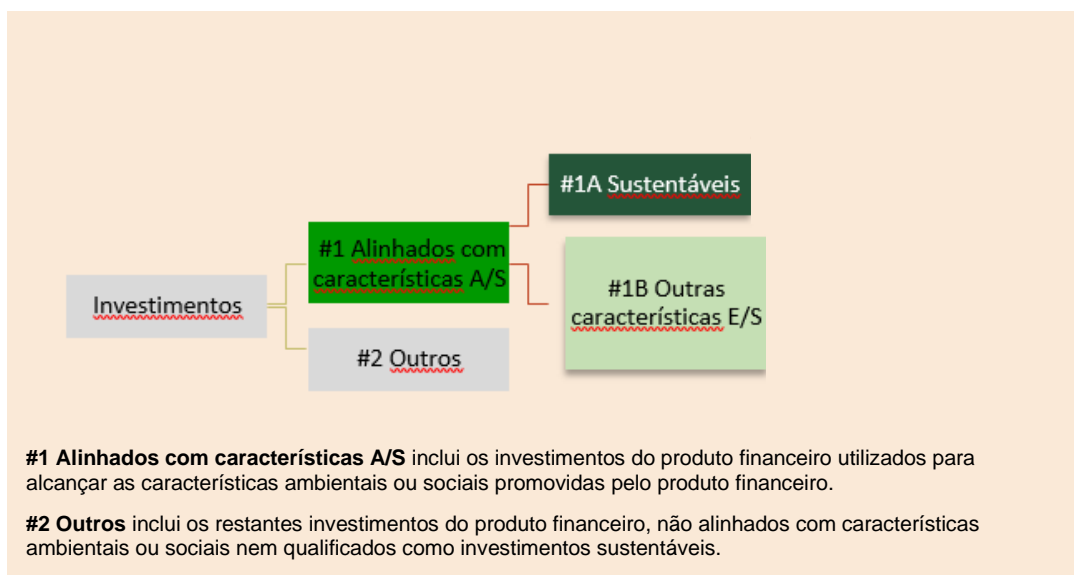 #1A Sustentáveis
#1 Alinhados com
características A/S
#1B Outras
características E/S
Investimentos
#2 Outros
#1 Alinhados com características A/S inclui os investimentos do produto financeiro utilizados para
alcançar as características ambientais ou sociais promovidas pelo produto financeiro.
#2 Outros inclui os restantes investimentos do produto financeiro, não alinhados com características
ambientais ou sociais nem qualificados como investimentos sustentáveis.